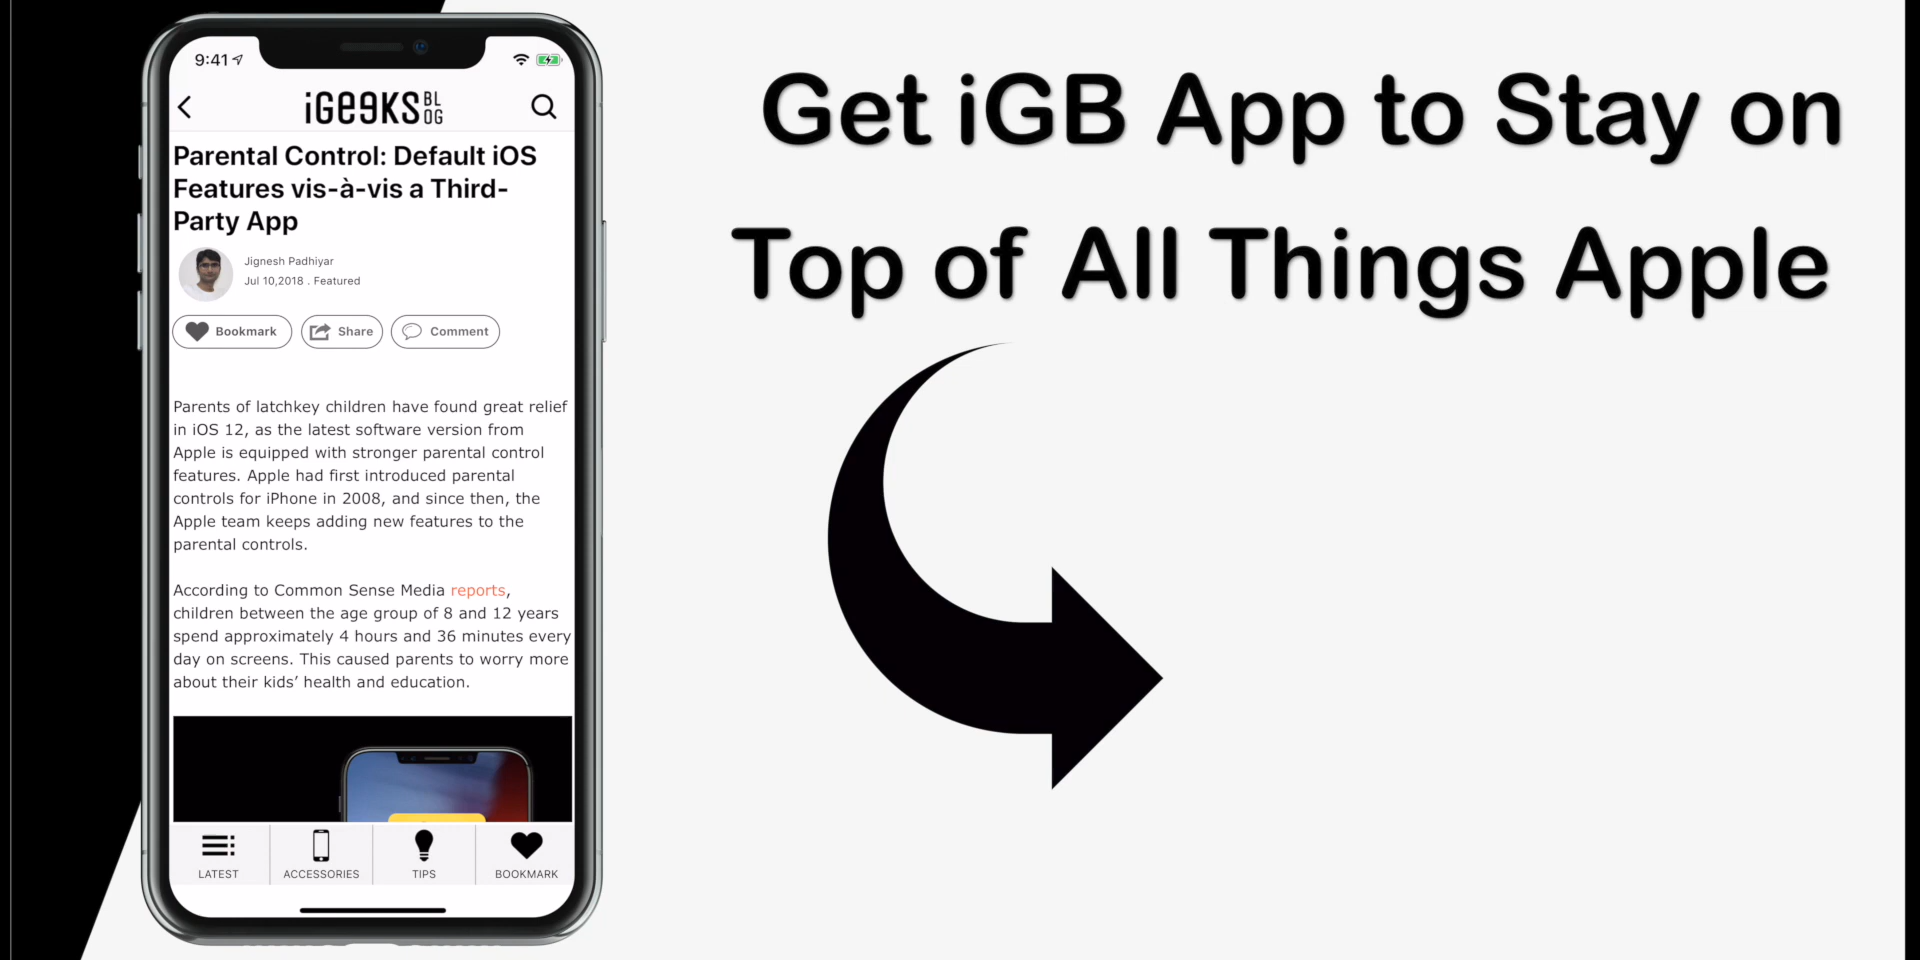 9:41
iGeeKS BLOG
Parental Control: Default iOS
Features vis-à-vis a Third-
Party App
Jignesh Padhiyar
Jul 10,2018 . Featured
Bookmark
Share
Comment
Parents of latchkey children have found great relief
in iOS 12, as the latest software version from
Apple is equipped with stronger parental control
features. Apple had first introduced parental
controls for iPhone in 2008, and since then, the
Apple team keeps adding new features to the
parental controls.
According to Common Sense Media reports,
children between the age group of 8 and 12 years
spend approximately 4 hours and 36 minutes every
day on screens. This caused parents to worry more
about their kids’ health and education.
LATEST
ACCESSORIES
TIPS
BOOKMARK
Get iGB App to Stay on
Top of All Things Apple